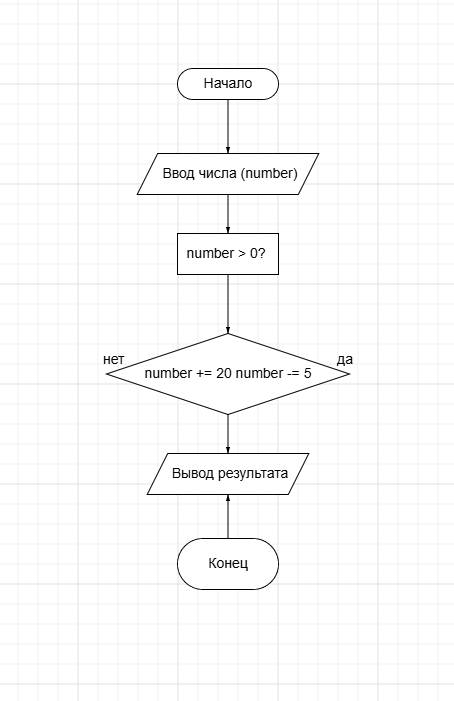 Начало
Ввод числа (number)
number > 0?
нет
да
number += 20 number -= 5
Вывод результата
Конец